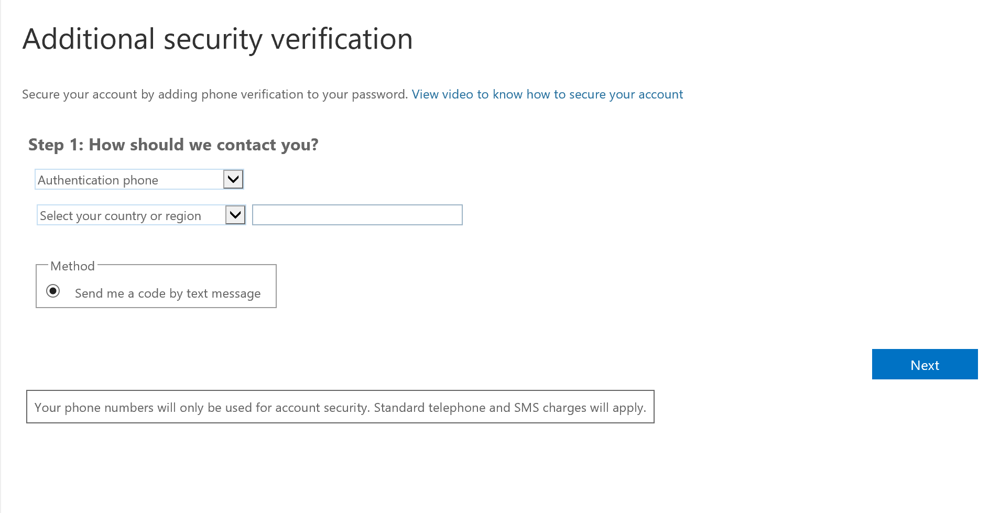 Additional security verification
Secure your account by adding phone verification to your password. View video to know how to secure your account
Step 1: How should we contact you?
Authentication phone
Select your country or region
Method
Send me a code by text message
Next
Your phone numbers will only be used for account security. Standard telephone and SMS charges will apply.